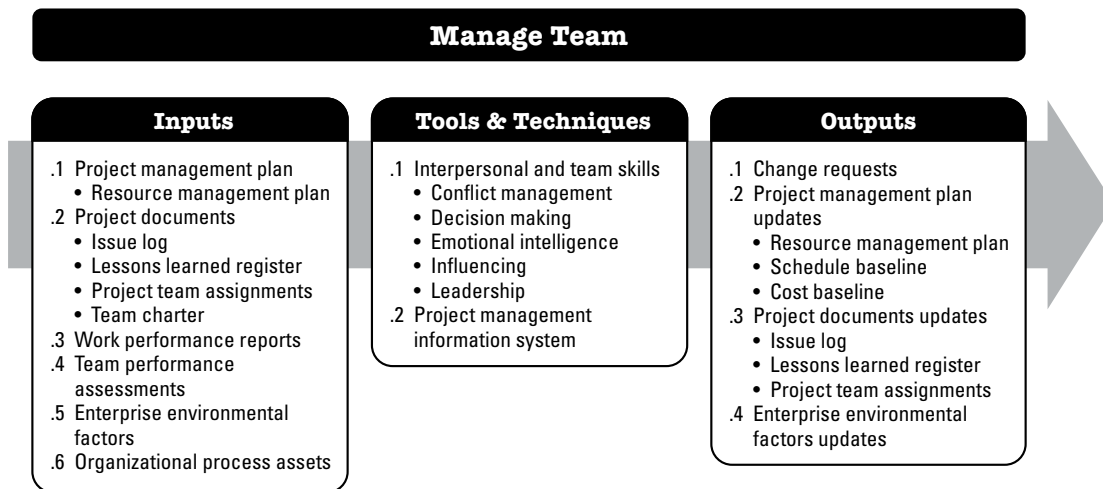 Manage Team
Inputs
.1 Project management plan
• Resource management plan
.2 Project documents
• Issue log
• Lessons learned register
• Project team assignments
• Team charter
.3 Work performance reports
.4 Team performance
assessments
.5 Enterprise environmental
factors
.6 Organizational process assets
Tools & Techniques
.1 Interpersonal and team skills
• Conflict management
• Decision making
• Emotional intelligence
• Influencing
• Leadership
.2 Project management
information system
Outputs
.1 Change requests
.2 Project management plan
updates
• Resource management plan
• Schedule baseline
• Cost baseline
.3 Project documents updates
• Issue log
• Lessons learned register
• Project team assignments
.4 Enterprise environmental
factors updates